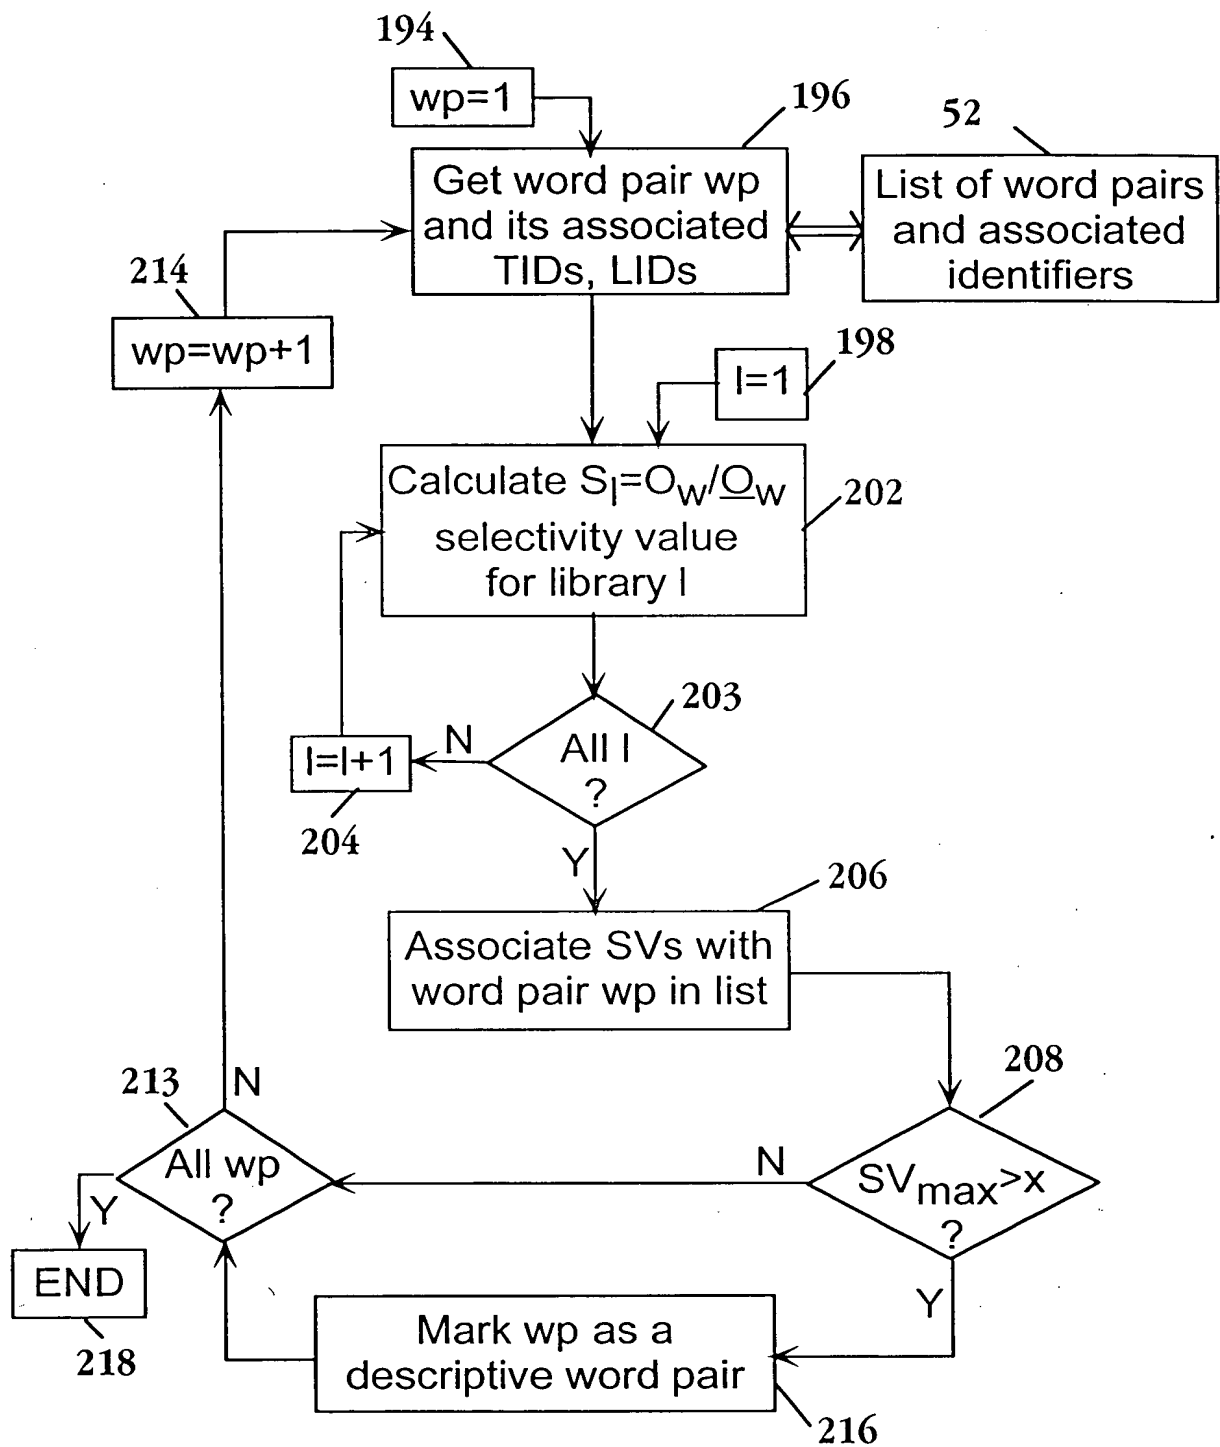 194
wp=1
196
52
Get word pair wp
and its associated
TIDs, LIDs
List of word pairs
and associated
identifiers
214
wp=wp+1
198
l=1
Calculate Sl=Ow/Ow
selectivity value
for library l
202
203
All l
?
N
l=l+1
204
Y
206
Associate SVs with
word pair wp in list
208
213
N
All wp
?
N
SVmax>x
?
Y
END
218
Y
Mark wp as a
descriptive word pair
216